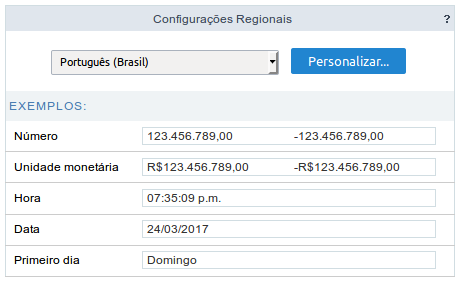 Configurações Regionais ?
Português (Brasil) Personalizar...
EXEMPLOS:
Número 123.456.789,00 -123.456.789,00
Unidade monetária R$123.456.789,00 -R$123.456.789,00
Hora 07:35:09 p.m.
Data 24/03/2017
Primeiro dia Domingo